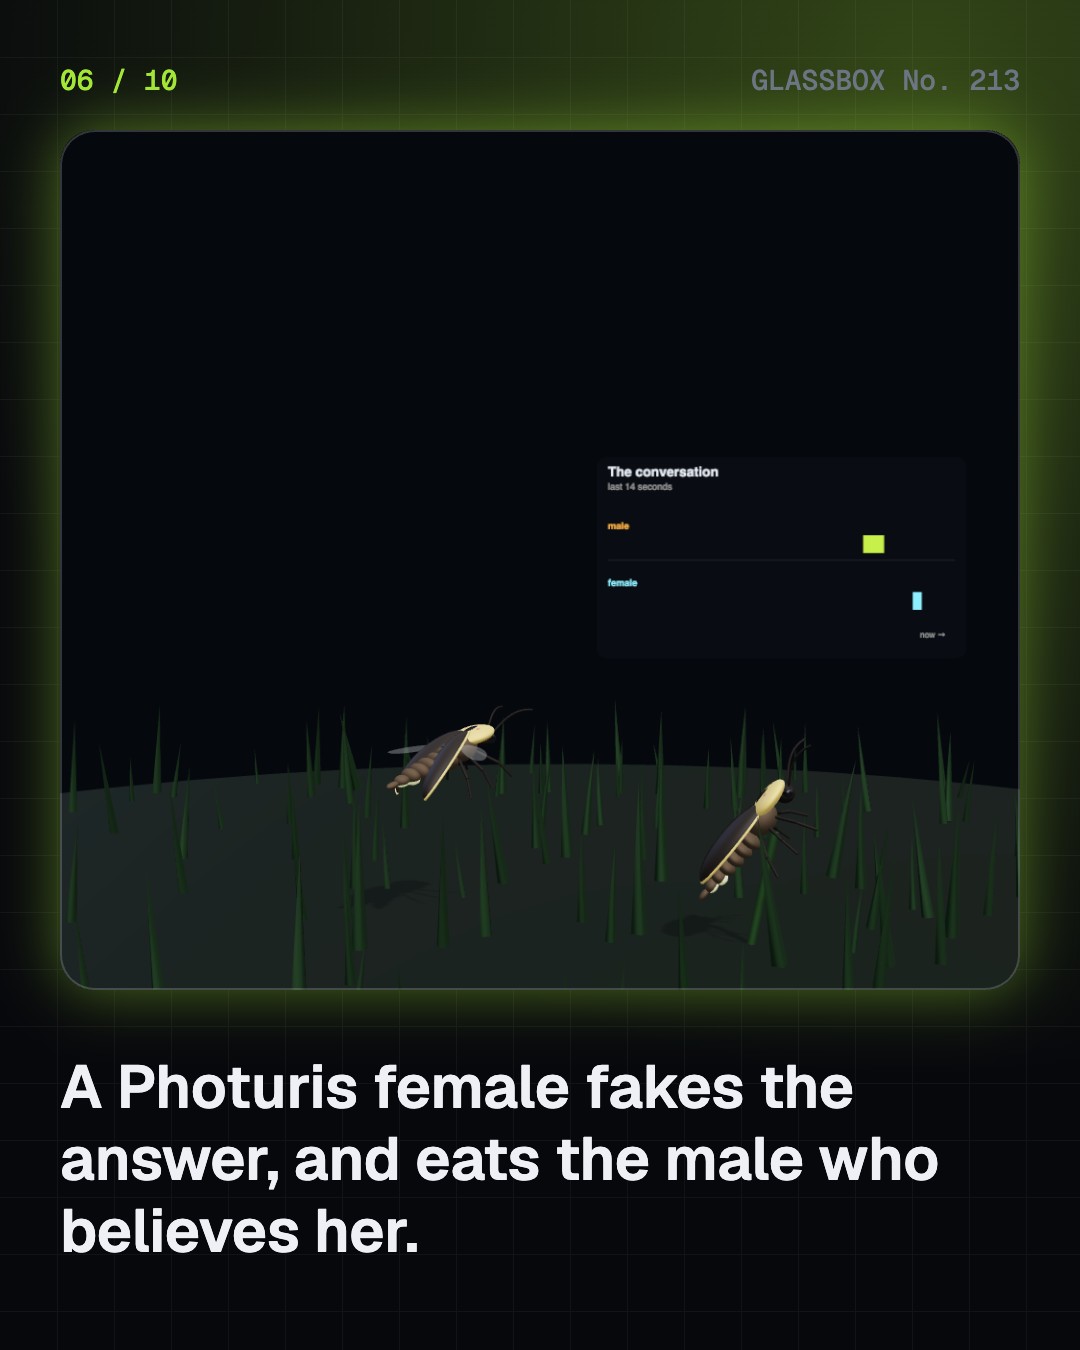 06 / 10
GLASSBOX No. 213
The conversation
last 14 seconds
male
female
now →
A Photuris female fakes the
answer, and eats the male who
believes her.